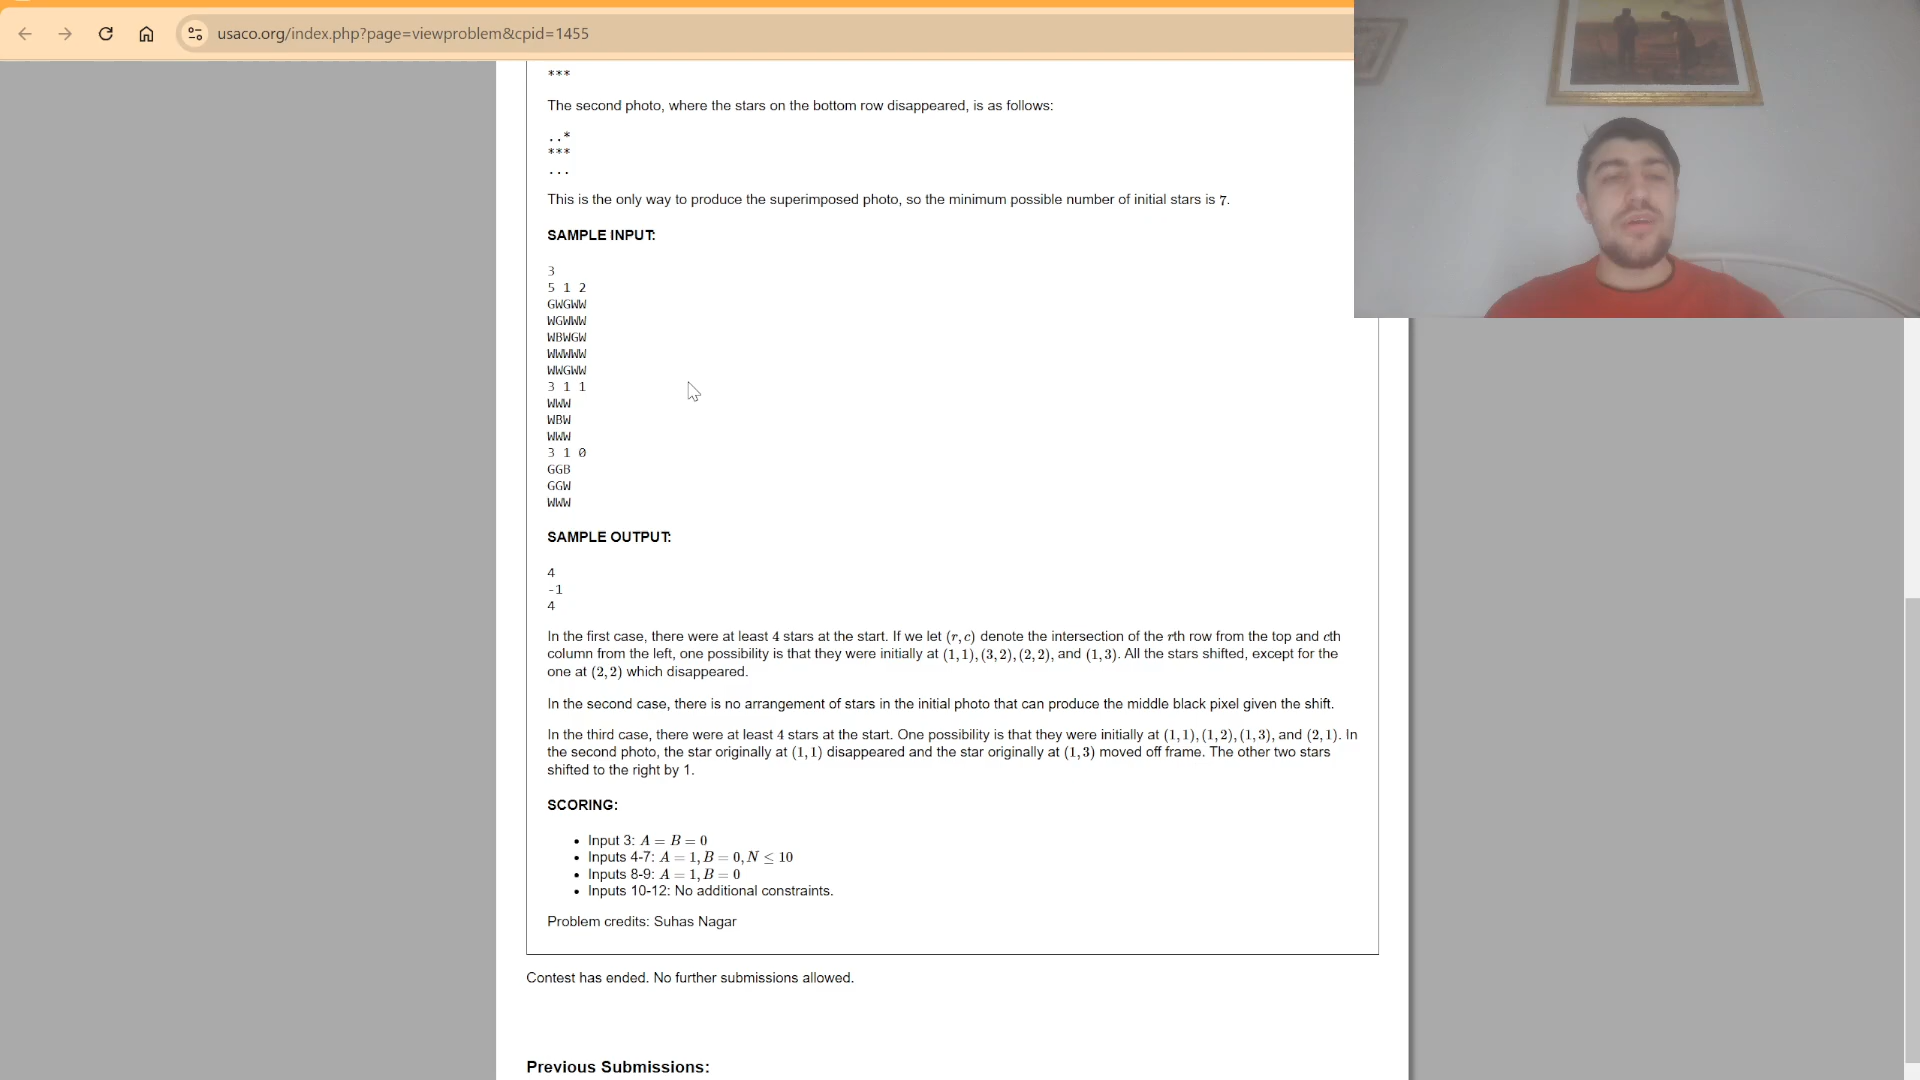 usaco.org/index.php?page=viewproblem&cpid=1455
***
The second photo, where the stars on the bottom row disappeared, is as follows:
..*
***
...
This is the only way to produce the superimposed photo, so the minimum possible number of initial stars is 7.
SAMPLE INPUT:
3
5 1 2
GWGWW
WGWWW
WBWGW
WWWWW
WWGWW
3 1 1
WWW
WBW
WWW
3 1 0
GGB
GGW
WWW
SAMPLE OUTPUT:
4
-1
4
In the first case, there were at least 4 stars at the start. If we let (r, c) denote the intersection of the rth row from the top and cth
column from the left, one possibility is that they were initially at (1, 1), (3, 2), (2, 2), and (1, 3). All the stars shifted, except for the
one at (2, 2) which disappeared.
In the second case, there is no arrangement of stars in the initial photo that can produce the middle black pixel given the shift.
In the third case, there were at least 4 stars at the start. One possibility is that they were initially at (1, 1), (1, 2), (1, 3), and (2, 1). In
the second photo, the star originally at (1, 1) disappeared and the star originally at (1, 3) moved off frame. The other two stars
shifted to the right by 1.
SCORING:
• Input 3: A = B = 0
• Inputs 4-7: A = 1, B = 0, N ≤ 10
• Inputs 8-9: A = 1, B = 0
• Inputs 10-12: No additional constraints.
Problem credits: Suhas Nagar
Contest has ended. No further submissions allowed.
Previous Submissions: